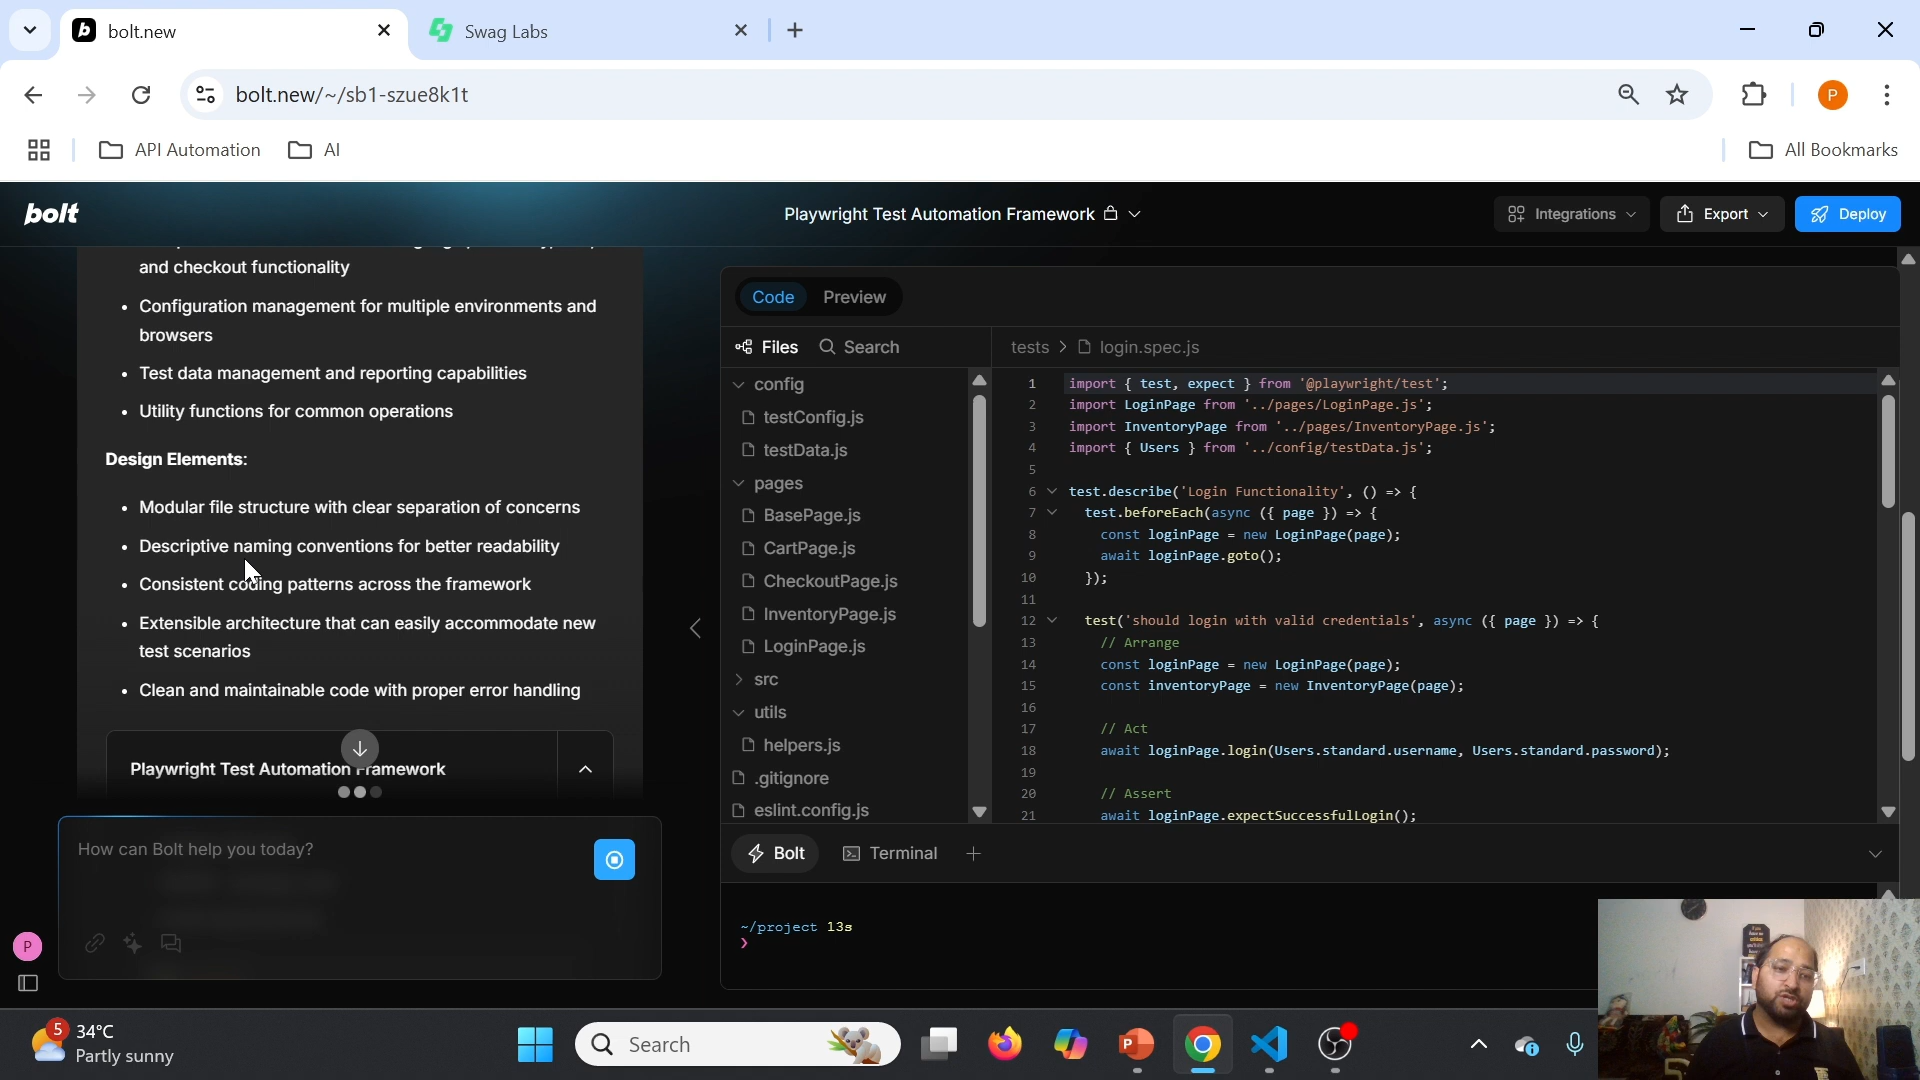 bolt.new
Swag Labs
bolt.new/~/sb1-szue8k1t
P
API Automation
AI
All Bookmarks
bolt
Playwright Test Automation Framework
Integrations
Export
Deploy
and checkout functionality
• Configuration management for multiple environments and
browsers
• Test data management and reporting capabilities
• Utility functions for common operations
Design Elements:
• Modular file structure with clear separation of concerns
• Descriptive naming conventions for better readability
• Consistent coding patterns across the framework
• Extensible architecture that can easily accommodate new
test scenarios
• Clean and maintainable code with proper error handling
Playwright Test Automation Framework
How can Bolt help you today?
P
Code
Preview
Files
Search
tests > login.spec.js
config
testConfig.js
testData.js
pages
BasePage.js
CartPage.js
CheckoutPage.js
InventoryPage.js
LoginPage.js
src
utils
helpers.js
.gitignore
eslint.config.js
1 import { test, expect } from '@playwright/test';
2 import LoginPage from '../pages/LoginPage.js';
3 import InventoryPage from '../pages/InventoryPage.js';
4 import { Users } from '../config/testData.js';
5
6 test.describe('Login Functionality', () => {
7 test.beforeEach(async ({ page }) => {
8 const loginPage = new LoginPage(page);
9 await loginPage.goto();
10 });
11
12 test('should login with valid credentials', async ({ page }) => {
13 // Arrange
14 const loginPage = new LoginPage(page);
15 const inventoryPage = new InventoryPage(page);
16
17 // Act
18 await loginPage.login(Users.standard.username, Users.standard.password);
19
20 // Assert
21 await loginPage.expectSuccessfulLogin();
Bolt
Terminal
~/project 13s
❯
5
34°C
Partly sunny
Search